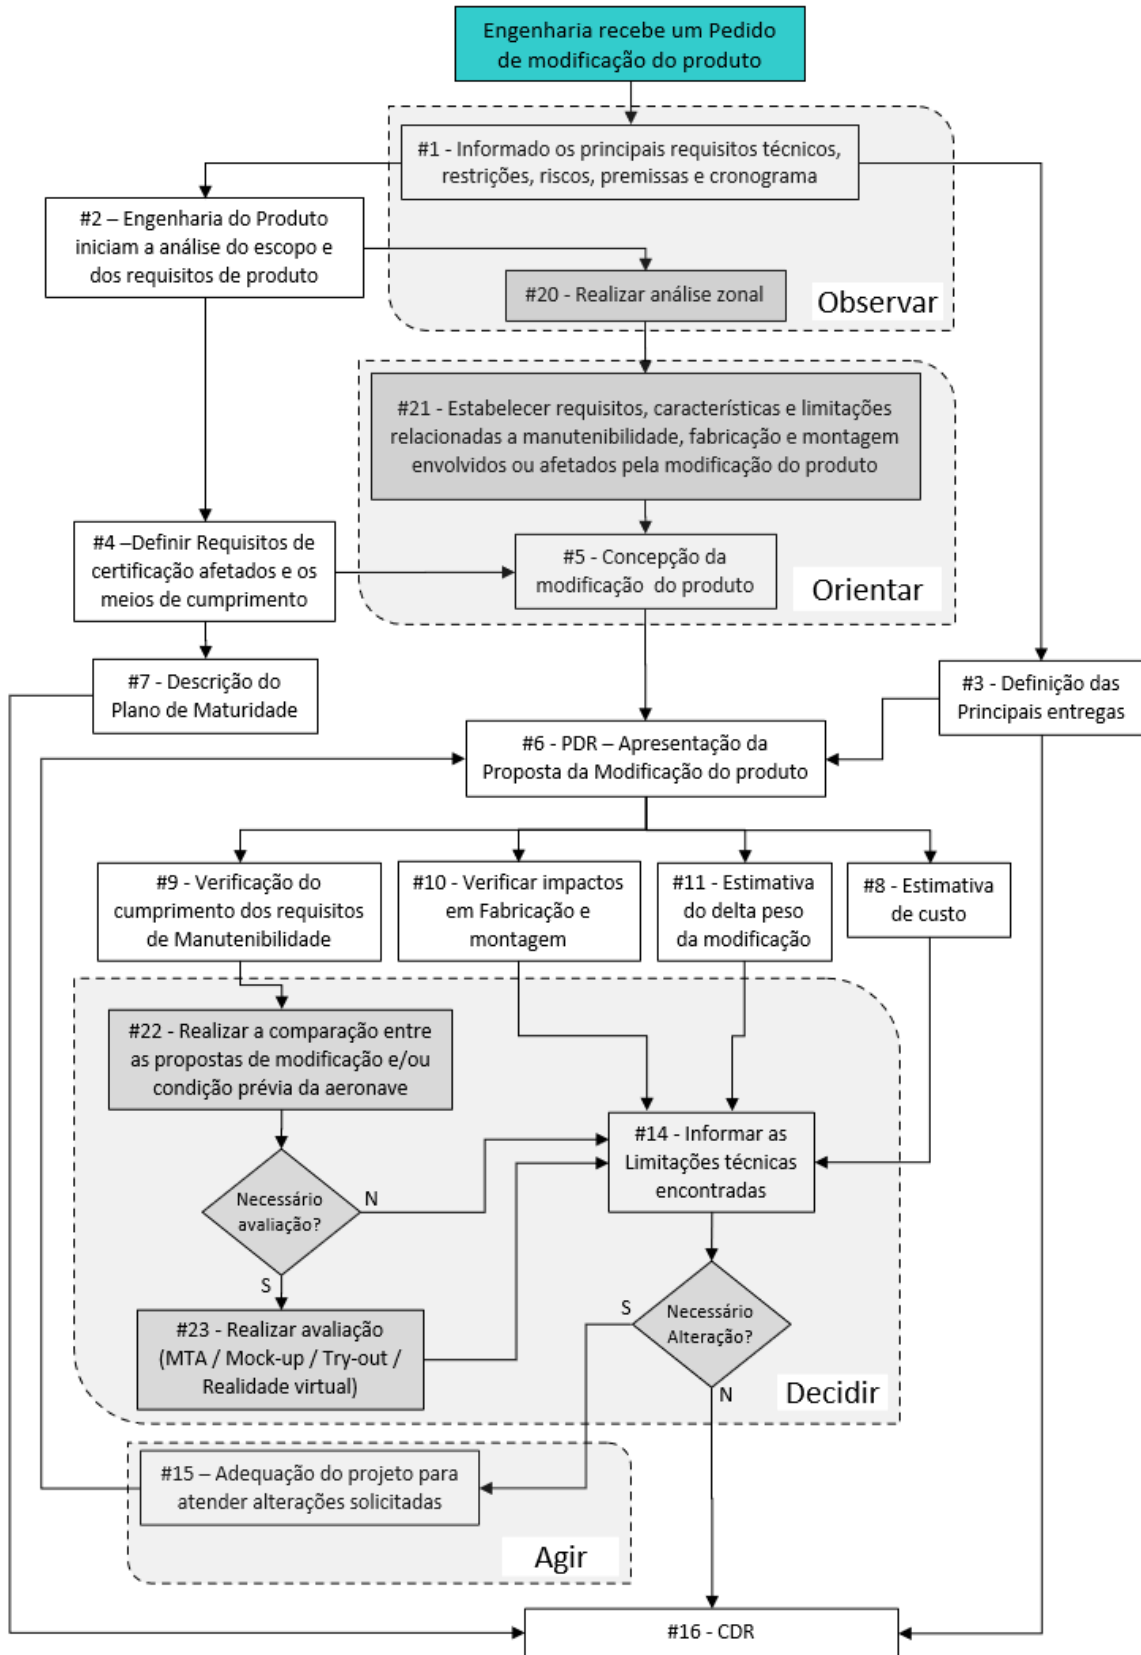 Engenharia recebe um Pedido
de modificação do produto
#1 - Informado os principais requisitos técnicos,
restrições, riscos, premissas e cronograma
#2 – Engenharia do Produto
iniciam a análise do escopo e
dos requisitos de produto
#20 - Realizar análise zonal
Observar
#21 - Estabelecer requisitos, características e limitações
relacionadas a manutenibilidade, fabricação e montagem
envolvidos ou afetados pela modificação do produto
#4 –Definir Requisitos de
certificação afetados e os
meios de cumprimento
#5 - Concepção da
modificação do produto
Orientar
#7 - Descrição do
Plano de Maturidade
#3 - Definição das
Principais entregas
#6 - PDR – Apresentação da
Proposta da Modificação do produto
#9 - Verificação do
cumprimento dos requisitos
de Manutenibilidade
#10 - Verificar impactos
em Fabricação e
montagem
#11 - Estimativa
do delta peso
da modificação
#8 - Estimativa
de custo
#22 - Realizar a comparação entre
as propostas de modificação e/ou
condição prévia da aeronave
#14 - Informar as
Limitações técnicas
encontradas
Necessário
avaliação?
N
S
#23 - Realizar avaliação
(MTA / Mock-up / Try-out /
Realidade virtual)
Necessário
Alteração?
S
N
Decidir
#15 – Adequação do projeto para
atender alterações solicitadas
Agir
#16 - CDR